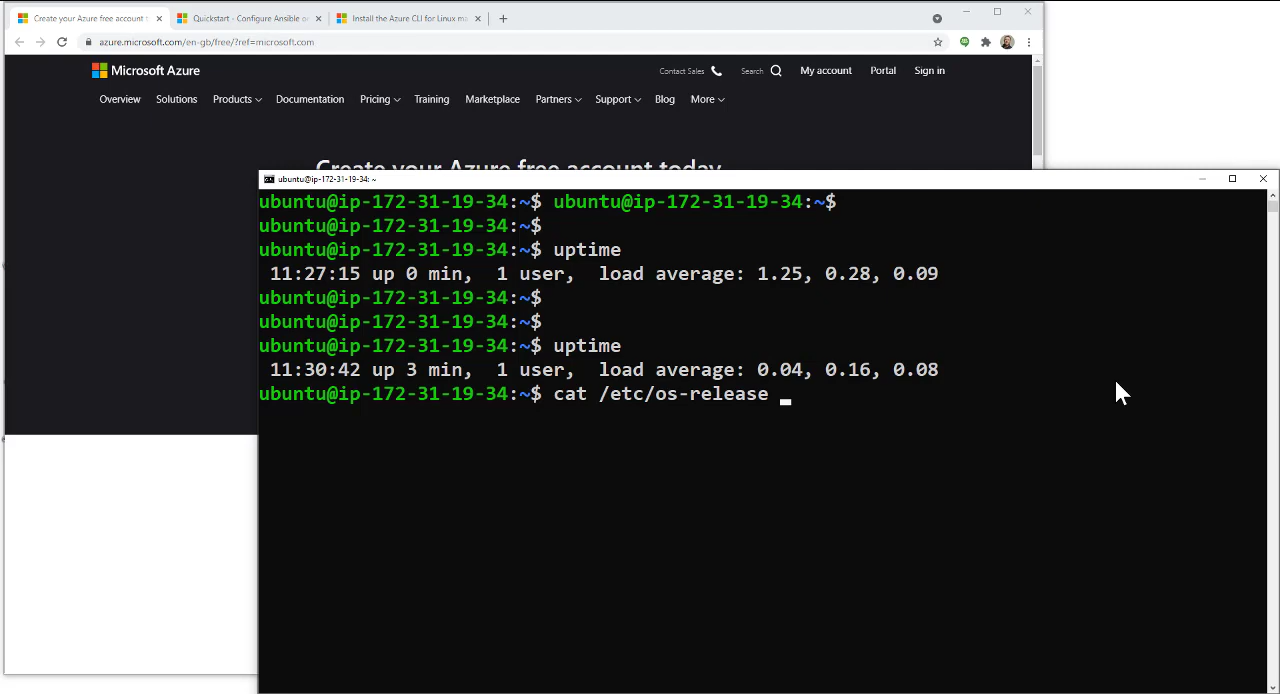 Create your Azure free account t
Quickstart - Configure Ansible o
Install the Azure CLI for Linux ma
azure.microsoft.com/en-gb/free/?ref=microsoft.com
Microsoft Azure
Contact Sales
Search
My account
Portal
Sign in
Overview
Solutions
Products
Documentation
Pricing
Training
Marketplace
Partners
Support
Blog
More
Create your Azure free account today
ubuntu@ip-172-31-19-34: ~
ubuntu@ip-172-31-19-34:~$ ubuntu@ip-172-31-19-34:~$
ubuntu@ip-172-31-19-34:~$
ubuntu@ip-172-31-19-34:~$ uptime
11:27:15 up 0 min,  1 user,  load average: 1.25, 0.28, 0.09
ubuntu@ip-172-31-19-34:~$
ubuntu@ip-172-31-19-34:~$
ubuntu@ip-172-31-19-34:~$ uptime
11:30:42 up 3 min,  1 user,  load average: 0.04, 0.16, 0.08
ubuntu@ip-172-31-19-34:~$ cat /etc/os-release